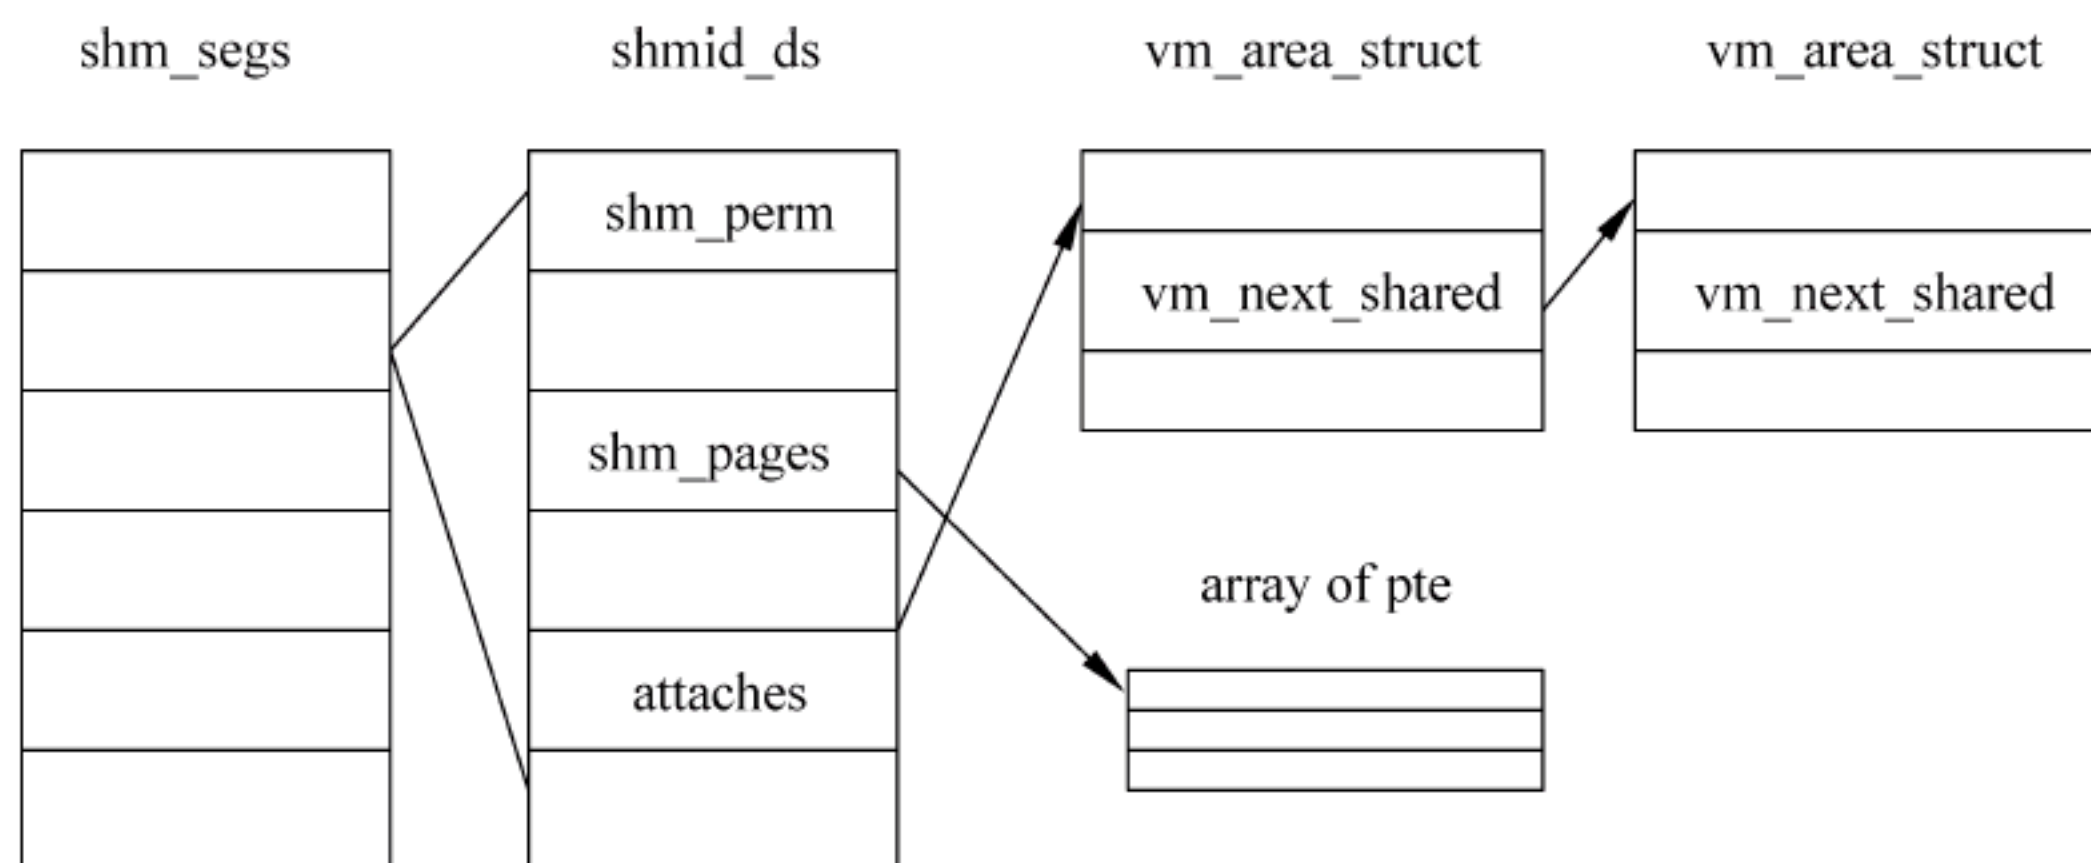 shm_segs
shmid_ds
vm_area_struct
vm_area_struct
shm_perm
vm_next_shared
vm_next_shared
shm_pages
array of pte
attaches